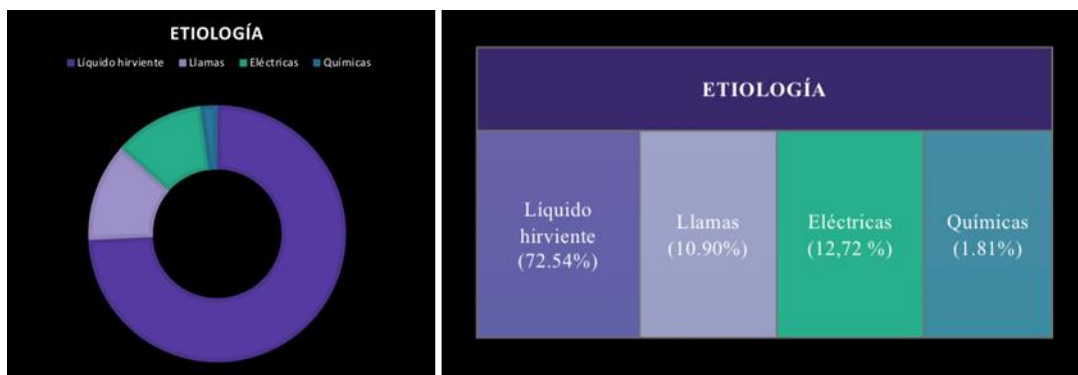 ETIOLOGÍA
Líquido hirviente Llamas Eléctricas Químicas
ETIOLOGÍA
Líquido
hirviente
(72.54%)
Llamas
(10.90%)
Eléctricas
(12,72 %)
Químicas
(1.81%)